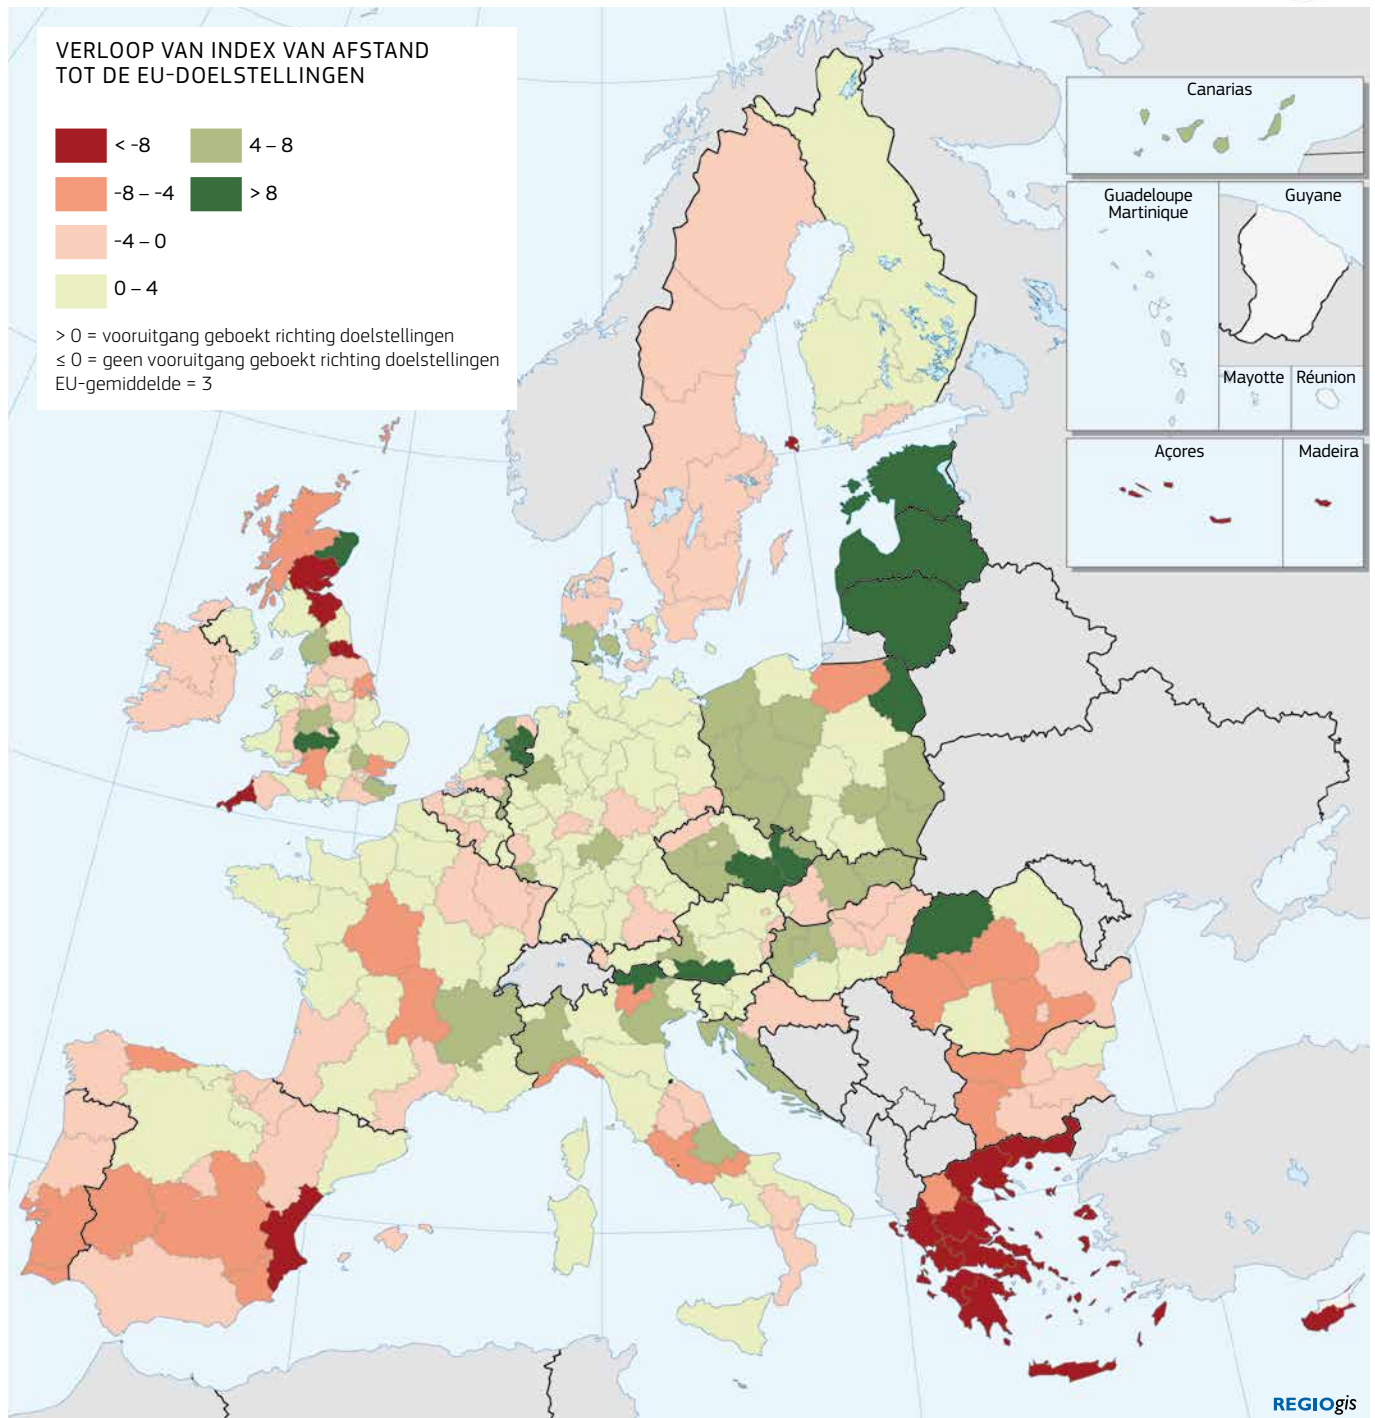 VERLOOP VAN INDEX VAN AFSTAND
TOT DE EU-DOELSTELLINGEN
< -8
4 – 8
-8 – -4
> 8
-4 – 0
0 – 4
> 0 = vooruitgang geboekt richting doelstellingen
≤ 0 = geen vooruitgang geboekt richting doelstellingen
EU-gemiddelde = 3
Canarias
Guadeloupe
Martinique
Guyane
Mayotte
Réunion
Açores
Madeira
REGIOgis